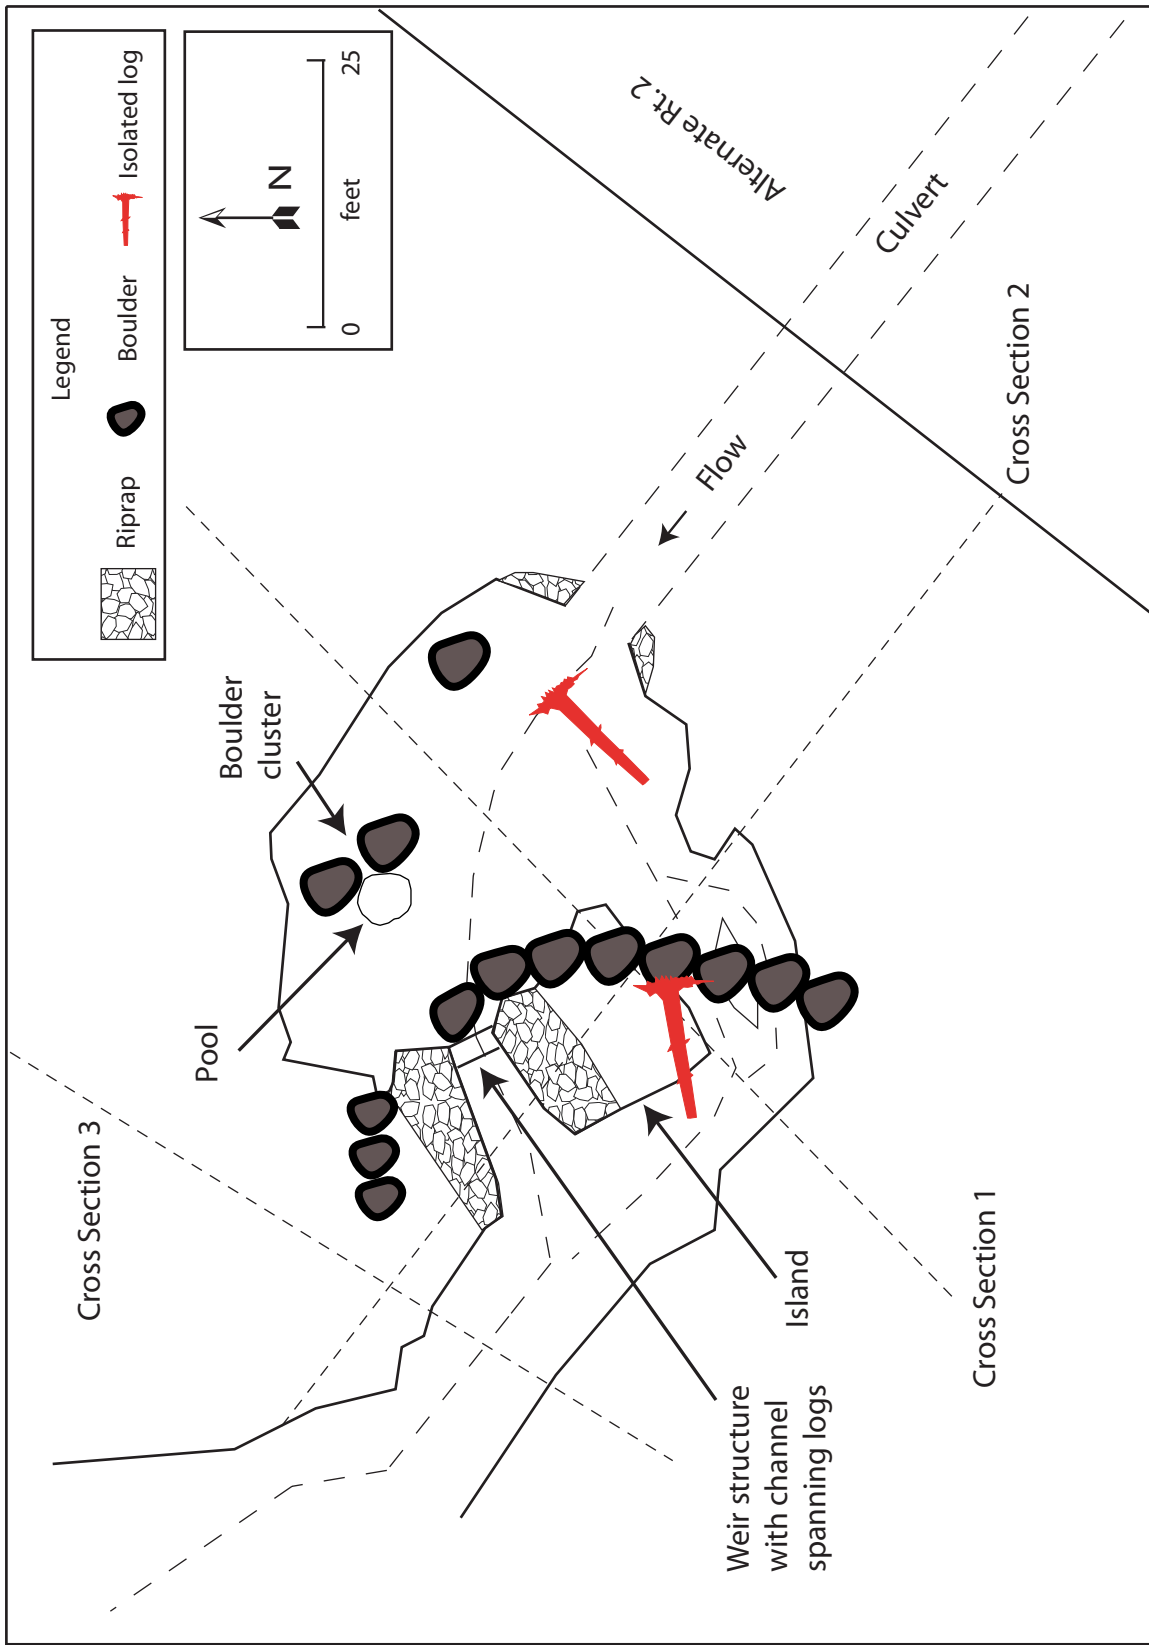 Legend
Riprap
Boulder
Isolated log
N
0
feet
25
Alternate Rt.2
Culvert
Flow
Cross Section 2
Boulder
cluster
Pool
Cross Section 3
Island
Cross Section 1
Weir structure
with channel
spanning logs